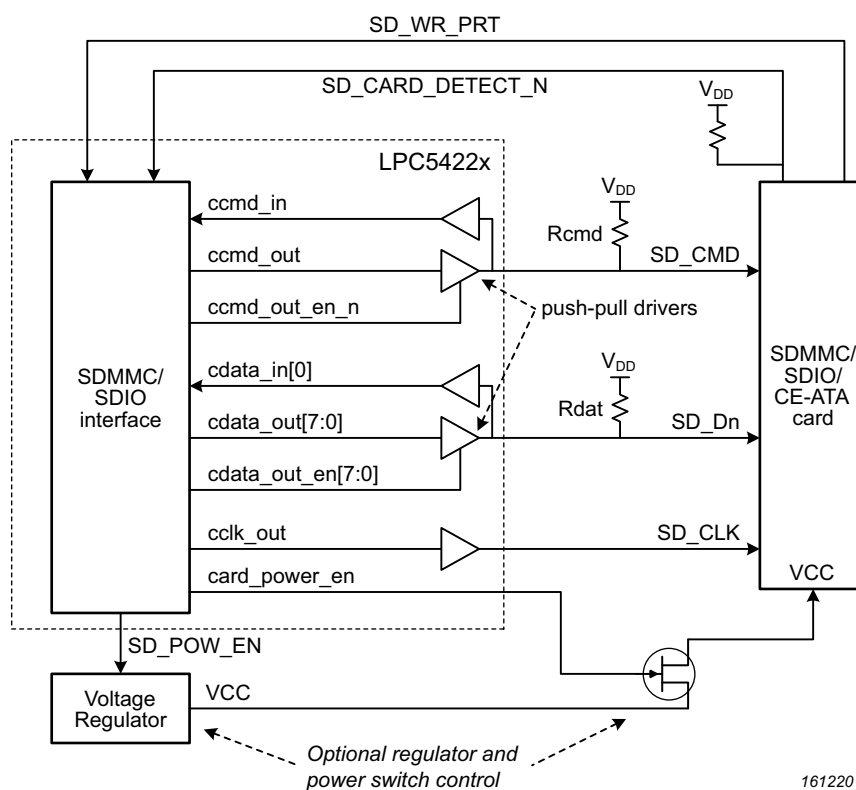 SD_WR_PRT
SD_CARD_DETECT_N
VDD
LPC5422x
ccmd_in
VDD
Rcmd
ccmd_out
SD_CMD
ccmd_out_en_n
push-pull drivers
SDMMC/
SDIO
interface
cdata_in[0]
VDD
SDMMC/
SDIO/
CE-ATA
card
Rdat
cdata_out[7:0]
SD_Dn
cdata_out_en[7:0]
cclk_out
SD_CLK
card_power_en
VCC
SD_POW_EN
Voltage
Regulator
VCC
Optional regulator and
power switch control
161220